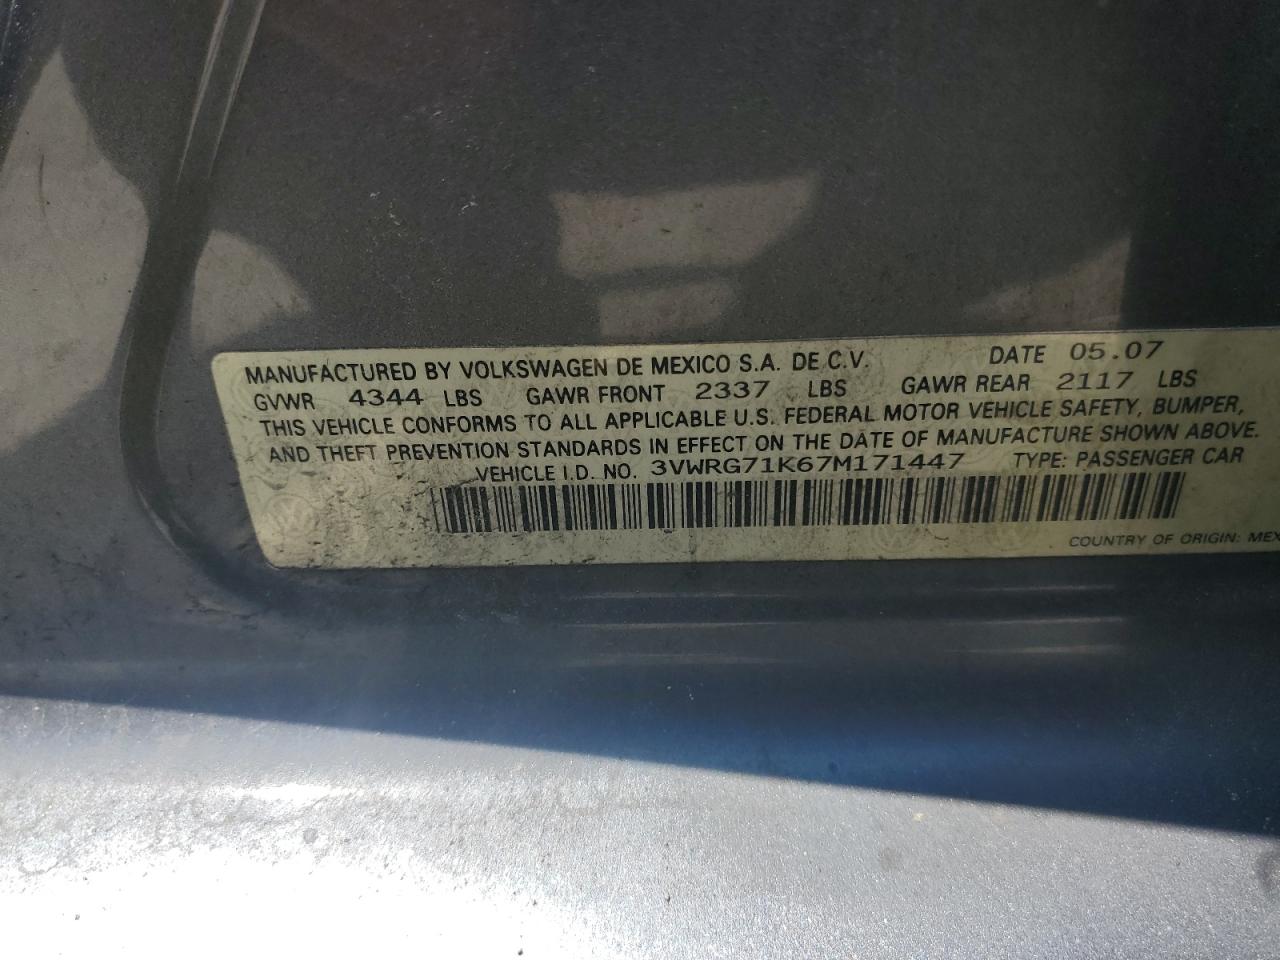 MANUFACTURED BY VOLKSWAGEN DE MEXICO S.A. DE C.V. DATE 05.07
GVWR 4344 LBS GAWR FRONT 2337 LBS GAWR REAR 2117 LBS
THIS VEHICLE CONFORMS TO ALL APPLICABLE U.S. FEDERAL MOTOR VEHICLE SAFETY, BUMPER,
AND THEFT PREVENTION STANDARDS IN EFFECT ON THE DATE OF MANUFACTURE SHOWN ABOVE.
VEHICLE I.D. NO. 3VWRG71K67M171447 TYPE: PASSENGER CAR
COUNTRY OF ORIGIN: MEX